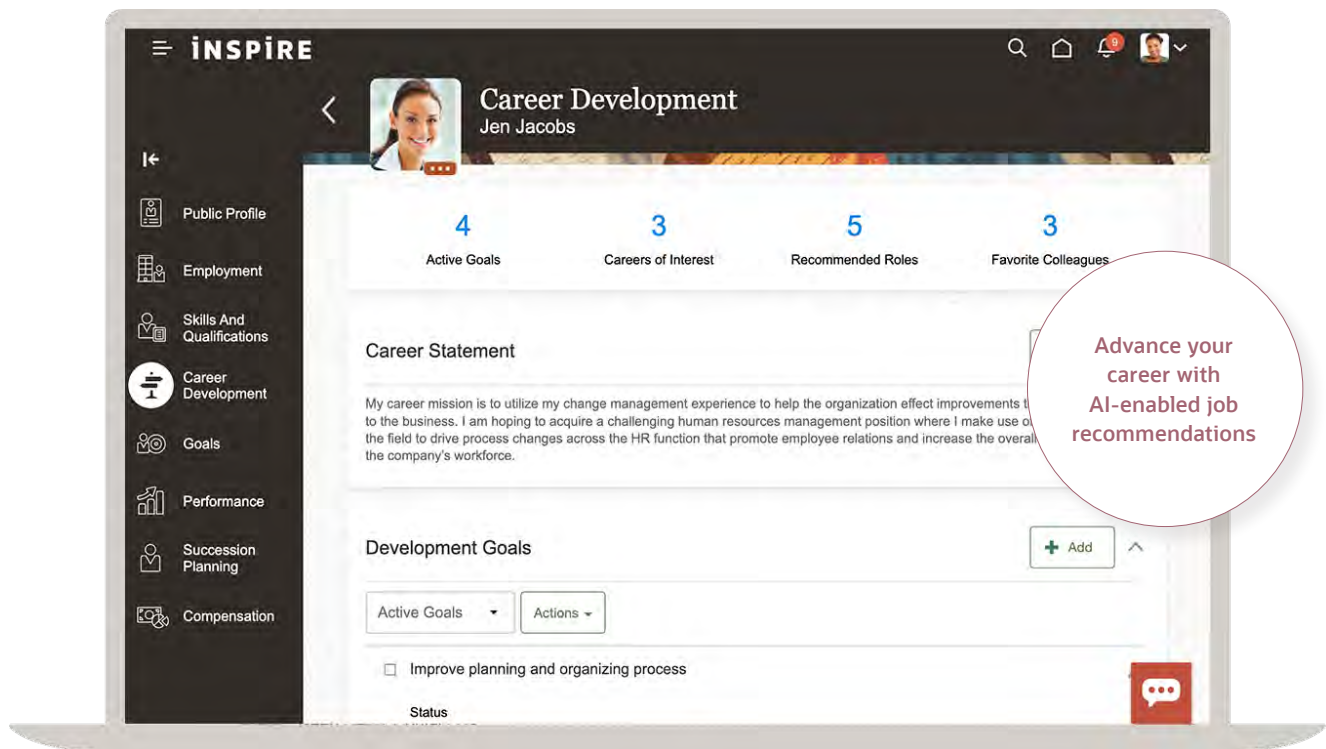 iNSPiRE
9
Career Development
Jen Jacobs
Public Profile
Employment
Skills And
Qualifications
Career
Development
Goals
Performance
Succession
Planning
Compensation
4
Active Goals
3
Careers of Interest
5
Recommended Roles
3
Favorite Colleagues
Career Statement
My career mission is to utilize my change management experience to help the organization effect improvements
to the business. I am hoping to acquire a challenging human resources management position where I make use
the field to drive process changes across the HR function that promote employee relations and increase the overall
the company's workforce.
Advance your
career with
AI-enabled job
recommendations
Development Goals
Add
Active Goals
Actions
Improve planning and organizing process
Status